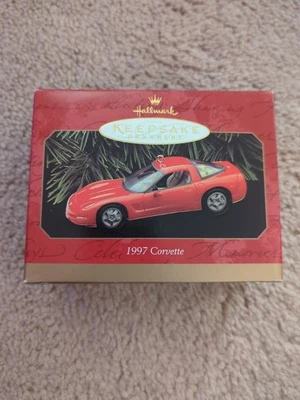 Hallmark
KEEPSAKE
ORNAMENT
1997 Corvette